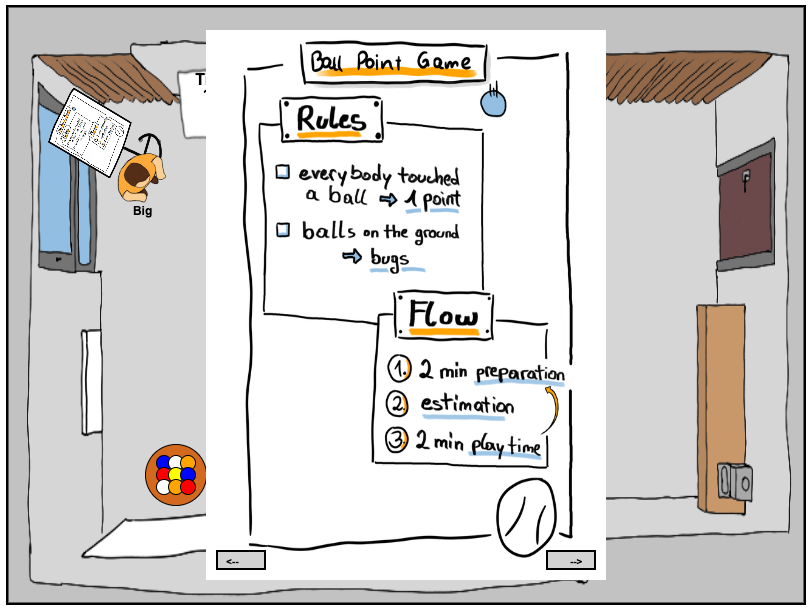 Ball Point Game
T
Rules
everybody touched
a ball ⇨ 1 point
Big
balls on the ground
⇨ bugs
Flow
1. 2 min preparation
2. estimation
3. 2 min play time
<--
-->